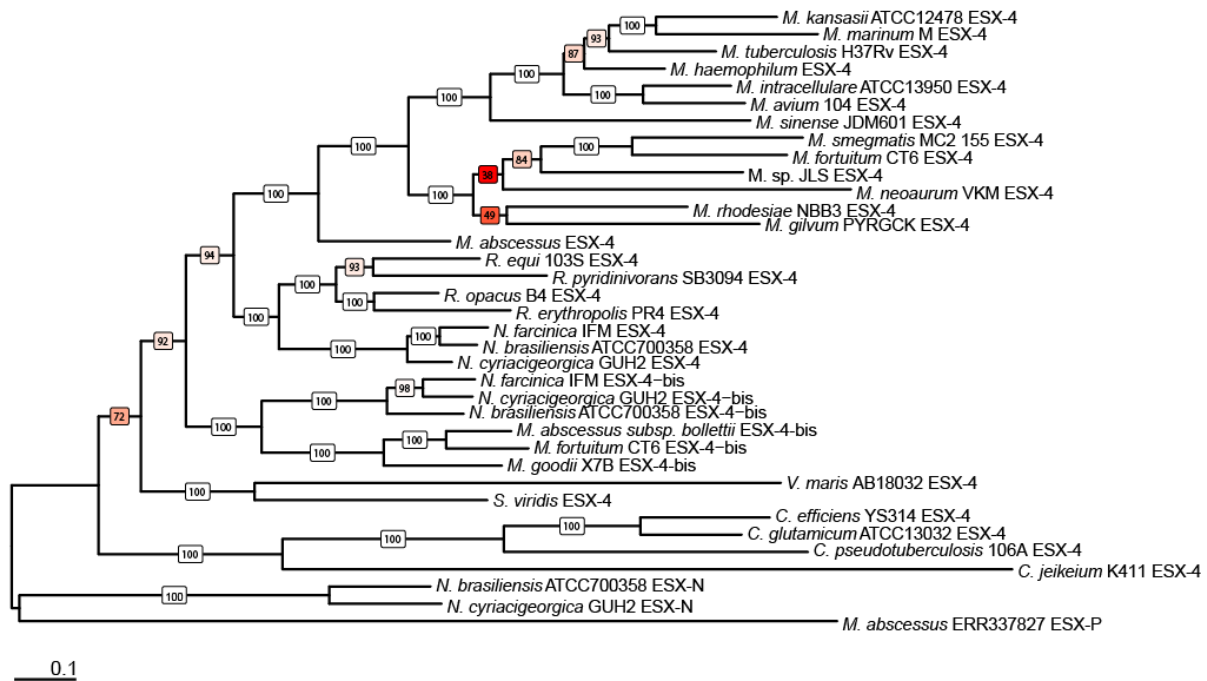 100
M. kansasii ATCC12478 ESX-4
93
M. marinum M ESX-4
87
M. tuberculosis H37Rv ESX-4
100
M. haemophilum ESX-4
100
M. intracellulare ATCC13950 ESX-4
100
M. avium 104 ESX-4
M. sinense JDM601 ESX-4
100
M. smegmatis MC2 155 ESX-4
100
84
M. fortuitum CT6 ESX-4
38
M. sp. JLS ESX-4
100
100
M. neoaurum VKM ESX-4
49
M. rhodesiae NBB3 ESX-4
M. gilvum PYRGCK ESX-4
94
M. abscessus ESX-4
93
R. equi 103S ESX-4
100
R. pyridinivorans SB3094 ESX-4
100
R. opacus B4 ESX-4
100
R. erythropolis PR4 ESX-4
92
100
N. farcinica IFM ESX-4
100
N. brasiliensis ATCC700358 ESX-4
N. cyriacigeorgica GUH2 ESX-4
98
N. farcinica IFM ESX-4−bis
100
N. cyriacigeorgica GUH2 ESX-4−bis
72
N. brasiliensis ATCC700358 ESX-4−bis
100
100
M. abscessus subsp. bollettii ESX-4-bis
100
M. fortuitum CT6 ESX-4−bis
M. goodii X7B ESX-4-bis
100
V. maris AB18032 ESX-4
S. viridis ESX-4
100
C. efficiens YS314 ESX-4
100
C. glutamicum ATCC13032 ESX-4
100
C. pseudotuberculosis 106A ESX-4
C. jeikeium K411 ESX-4
100
N. brasiliensis ATCC700358 ESX-N
N. cyriacigeorgica GUH2 ESX-N
M. abscessus ERR337827 ESX-P
0.1